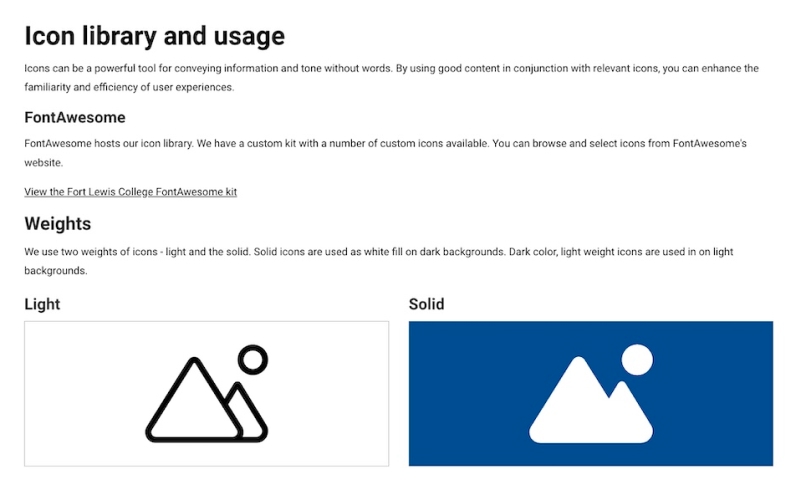 Icon library and usage
Icons can be a powerful tool for conveying information and tone without words. By using good content in conjunction with relevant icons, you can enhance the
familiarity and efficiency of user experiences.
FontAwesome
FontAwesome hosts our icon library. We have a custom kit with a number of custom icons available. You can browse and select icons from FontAwesome's
website.
View the Fort Lewis College FontAwesome kit
Weights
We use two weights of icons - light and the solid. Solid icons are used as white fill on dark backgrounds. Dark color, light weight icons are used in on light
backgrounds.
Light
Solid